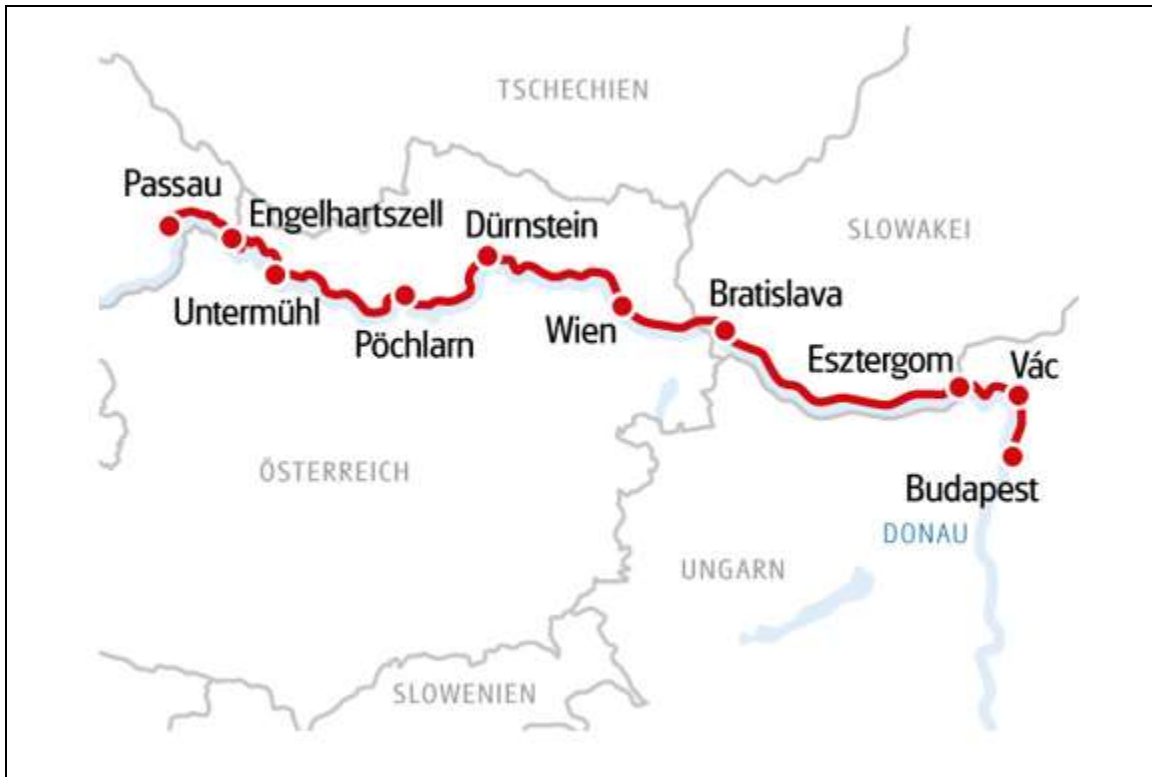 TSCHECHIEN
Passau
Engelhartszell
Dürnstein
SLOWAKEI
Untermühl
Bratislava
Wien
Pöchlarn
Esztergom
Vác
ÖSTERREICH
Budapest
DONAU
UNGARN
SLOWENIEN